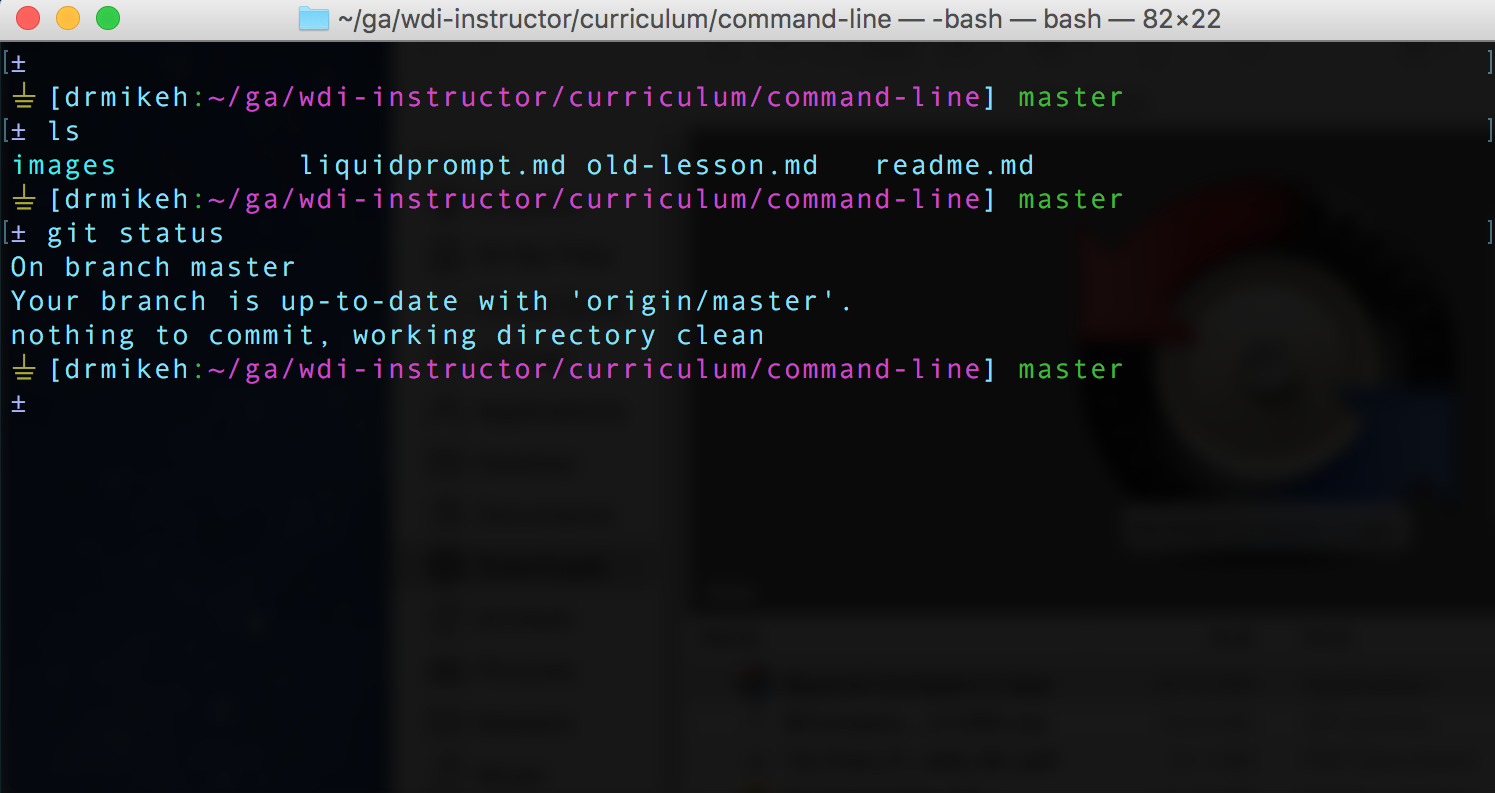 ~/ga/wdi-instructor/curriculum/command-line — -bash — bash — 82×22
[±]
⏚ [drmikeh:~/ga/wdi-instructor/curriculum/command-line] master
[± ls]
images liquidprompt.md old-lesson.md readme.md
⏚ [drmikeh:~/ga/wdi-instructor/curriculum/command-line] master
[± git status]
On branch master
Your branch is up-to-date with 'origin/master'.
nothing to commit, working directory clean
⏚ [drmikeh:~/ga/wdi-instructor/curriculum/command-line] master
±